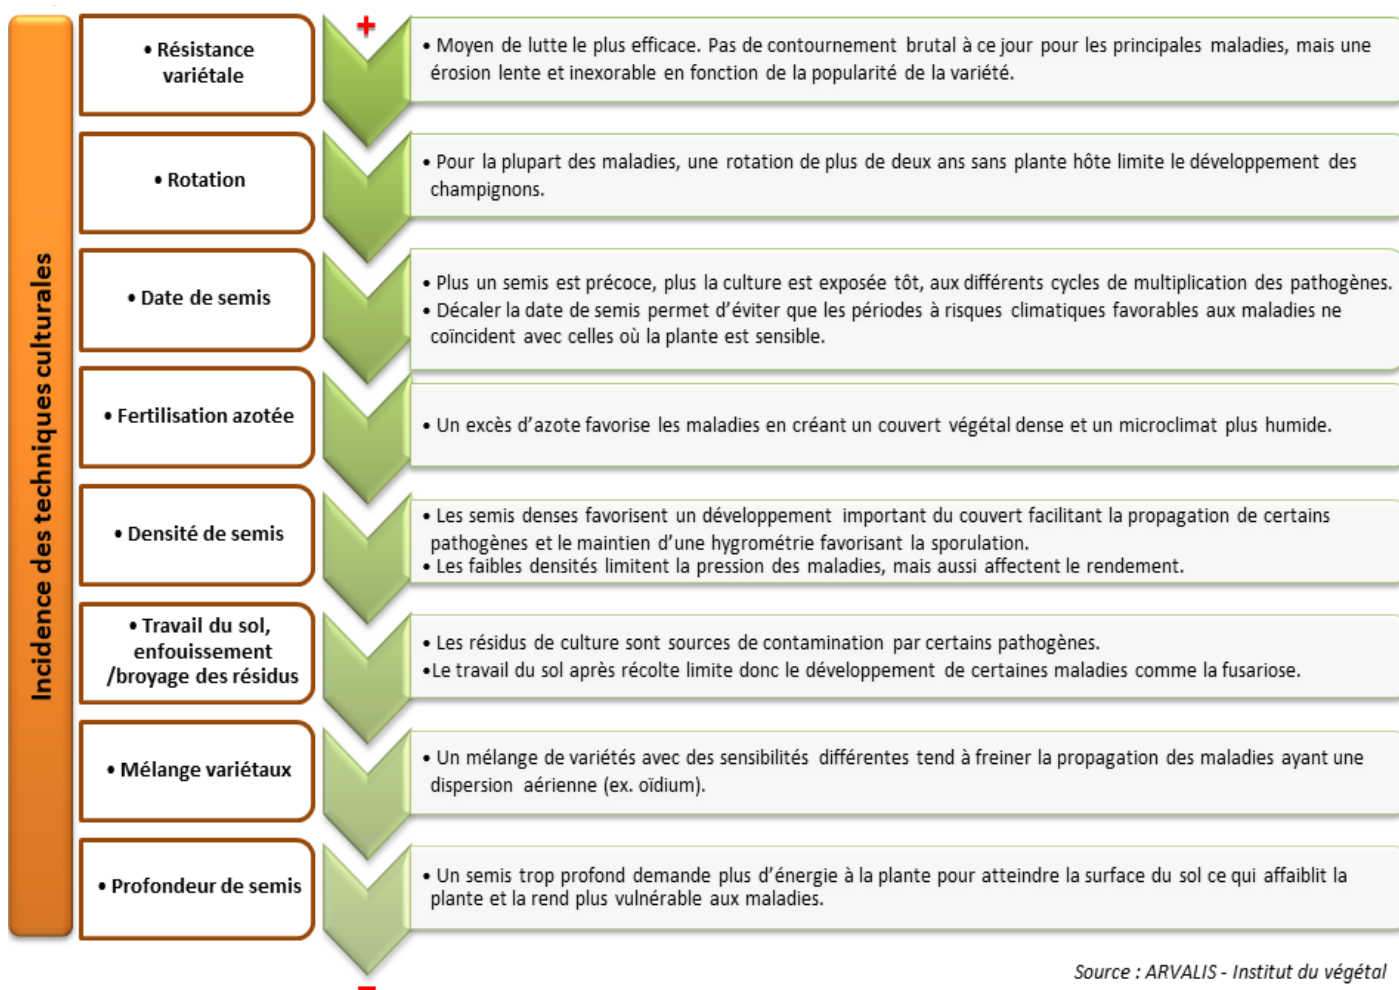 Incidence des techniques culturales
+
• Résistance
variétale
• Moyen de lutte le plus efficace. Pas de contournement brutal à ce jour pour les principales maladies, mais une
érosion lente et inexorable en fonction de la popularité de la variété.
• Rotation
• Pour la plupart des maladies, une rotation de plus de deux ans sans plante hôte limite le développement des
champignons.
• Date de semis
• Plus un semis est précoce, plus la culture est exposée tôt, aux différents cycles de multiplication des pathogènes.
• Décaler la date de semis permet d’éviter que les périodes à risques climatiques favorables aux maladies ne
coïncident avec celles où la plante est sensible.
• Fertilisation azotée
• Un excès d’azote favorise les maladies en créant un couvert végétal dense et un microclimat plus humide.
• Densité de semis
• Les semis denses favorisent un développement important du couvert facilitant la propagation de certains
pathogènes et le maintien d’une hygrométrie favorisant la sporulation.
• Les faibles densités limitent la pression des maladies, mais aussi affectent le rendement.
• Travail du sol,
enfouissement
/broyage des résidus
• Les résidus de culture sont sources de contamination par certains pathogènes.
•Le travail du sol après récolte limite donc le développement de certaines maladies comme la fusariose.
• Mélange variétaux
• Un mélange de variétés avec des sensibilités différentes tend à freiner la propagation des maladies ayant une
dispersion aérienne (ex. oïdium).
• Profondeur de semis
• Un semis trop profond demande plus d’énergie à la plante pour atteindre la surface du sol ce qui affaiblit la
plante et la rend plus vulnérable aux maladies.
–
Source : ARVALIS - Institut du végétal